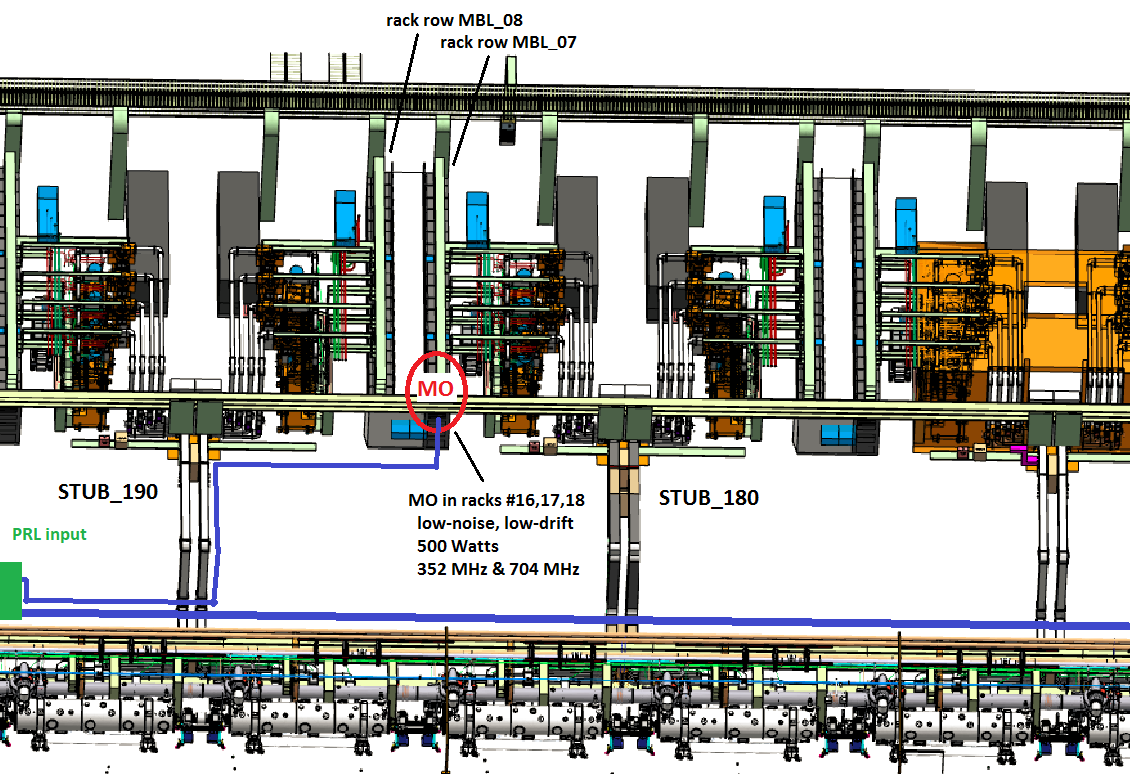 rack row MBL_08
rack row MBL_07
MO
STUB_190
MO in racks #16,17,18
low-noise, low-drift
500 Watts
352 MHz & 704 MHz
STUB_180
PRL input